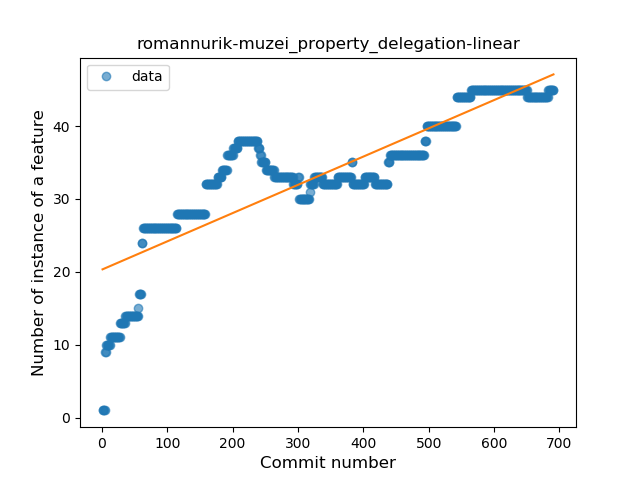 romannurik-muzei_property_delegation-linear
data
Number of instance of a feature
40
30
20
10
0
0 100 200 300 400 500 600 700
Commit number